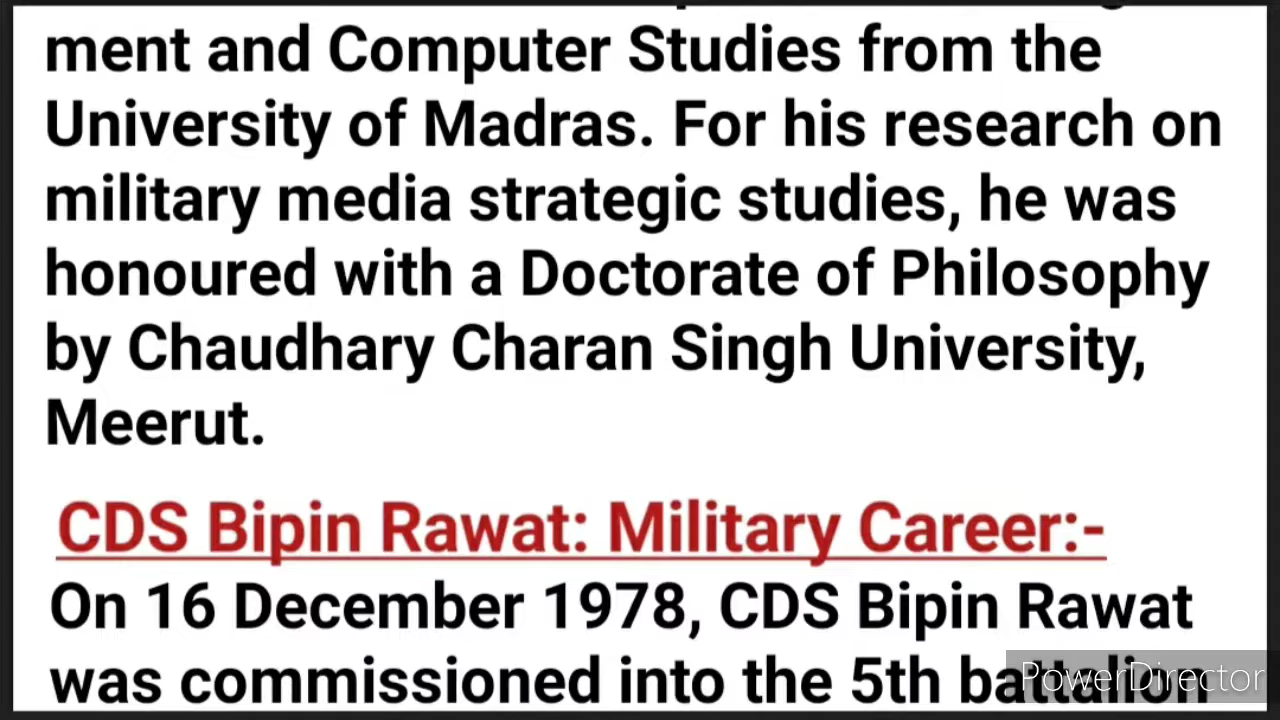 ment and Computer Studies from the
University of Madras. For his research on
military media strategic studies, he was
honoured with a Doctorate of Philosophy
by Chaudhary Charan Singh University,
Meerut.
CDS Bipin Rawat: Military Career:-
On 16 December 1978, CDS Bipin Rawat
was commissioned into the 5th battalion
PowerDirector